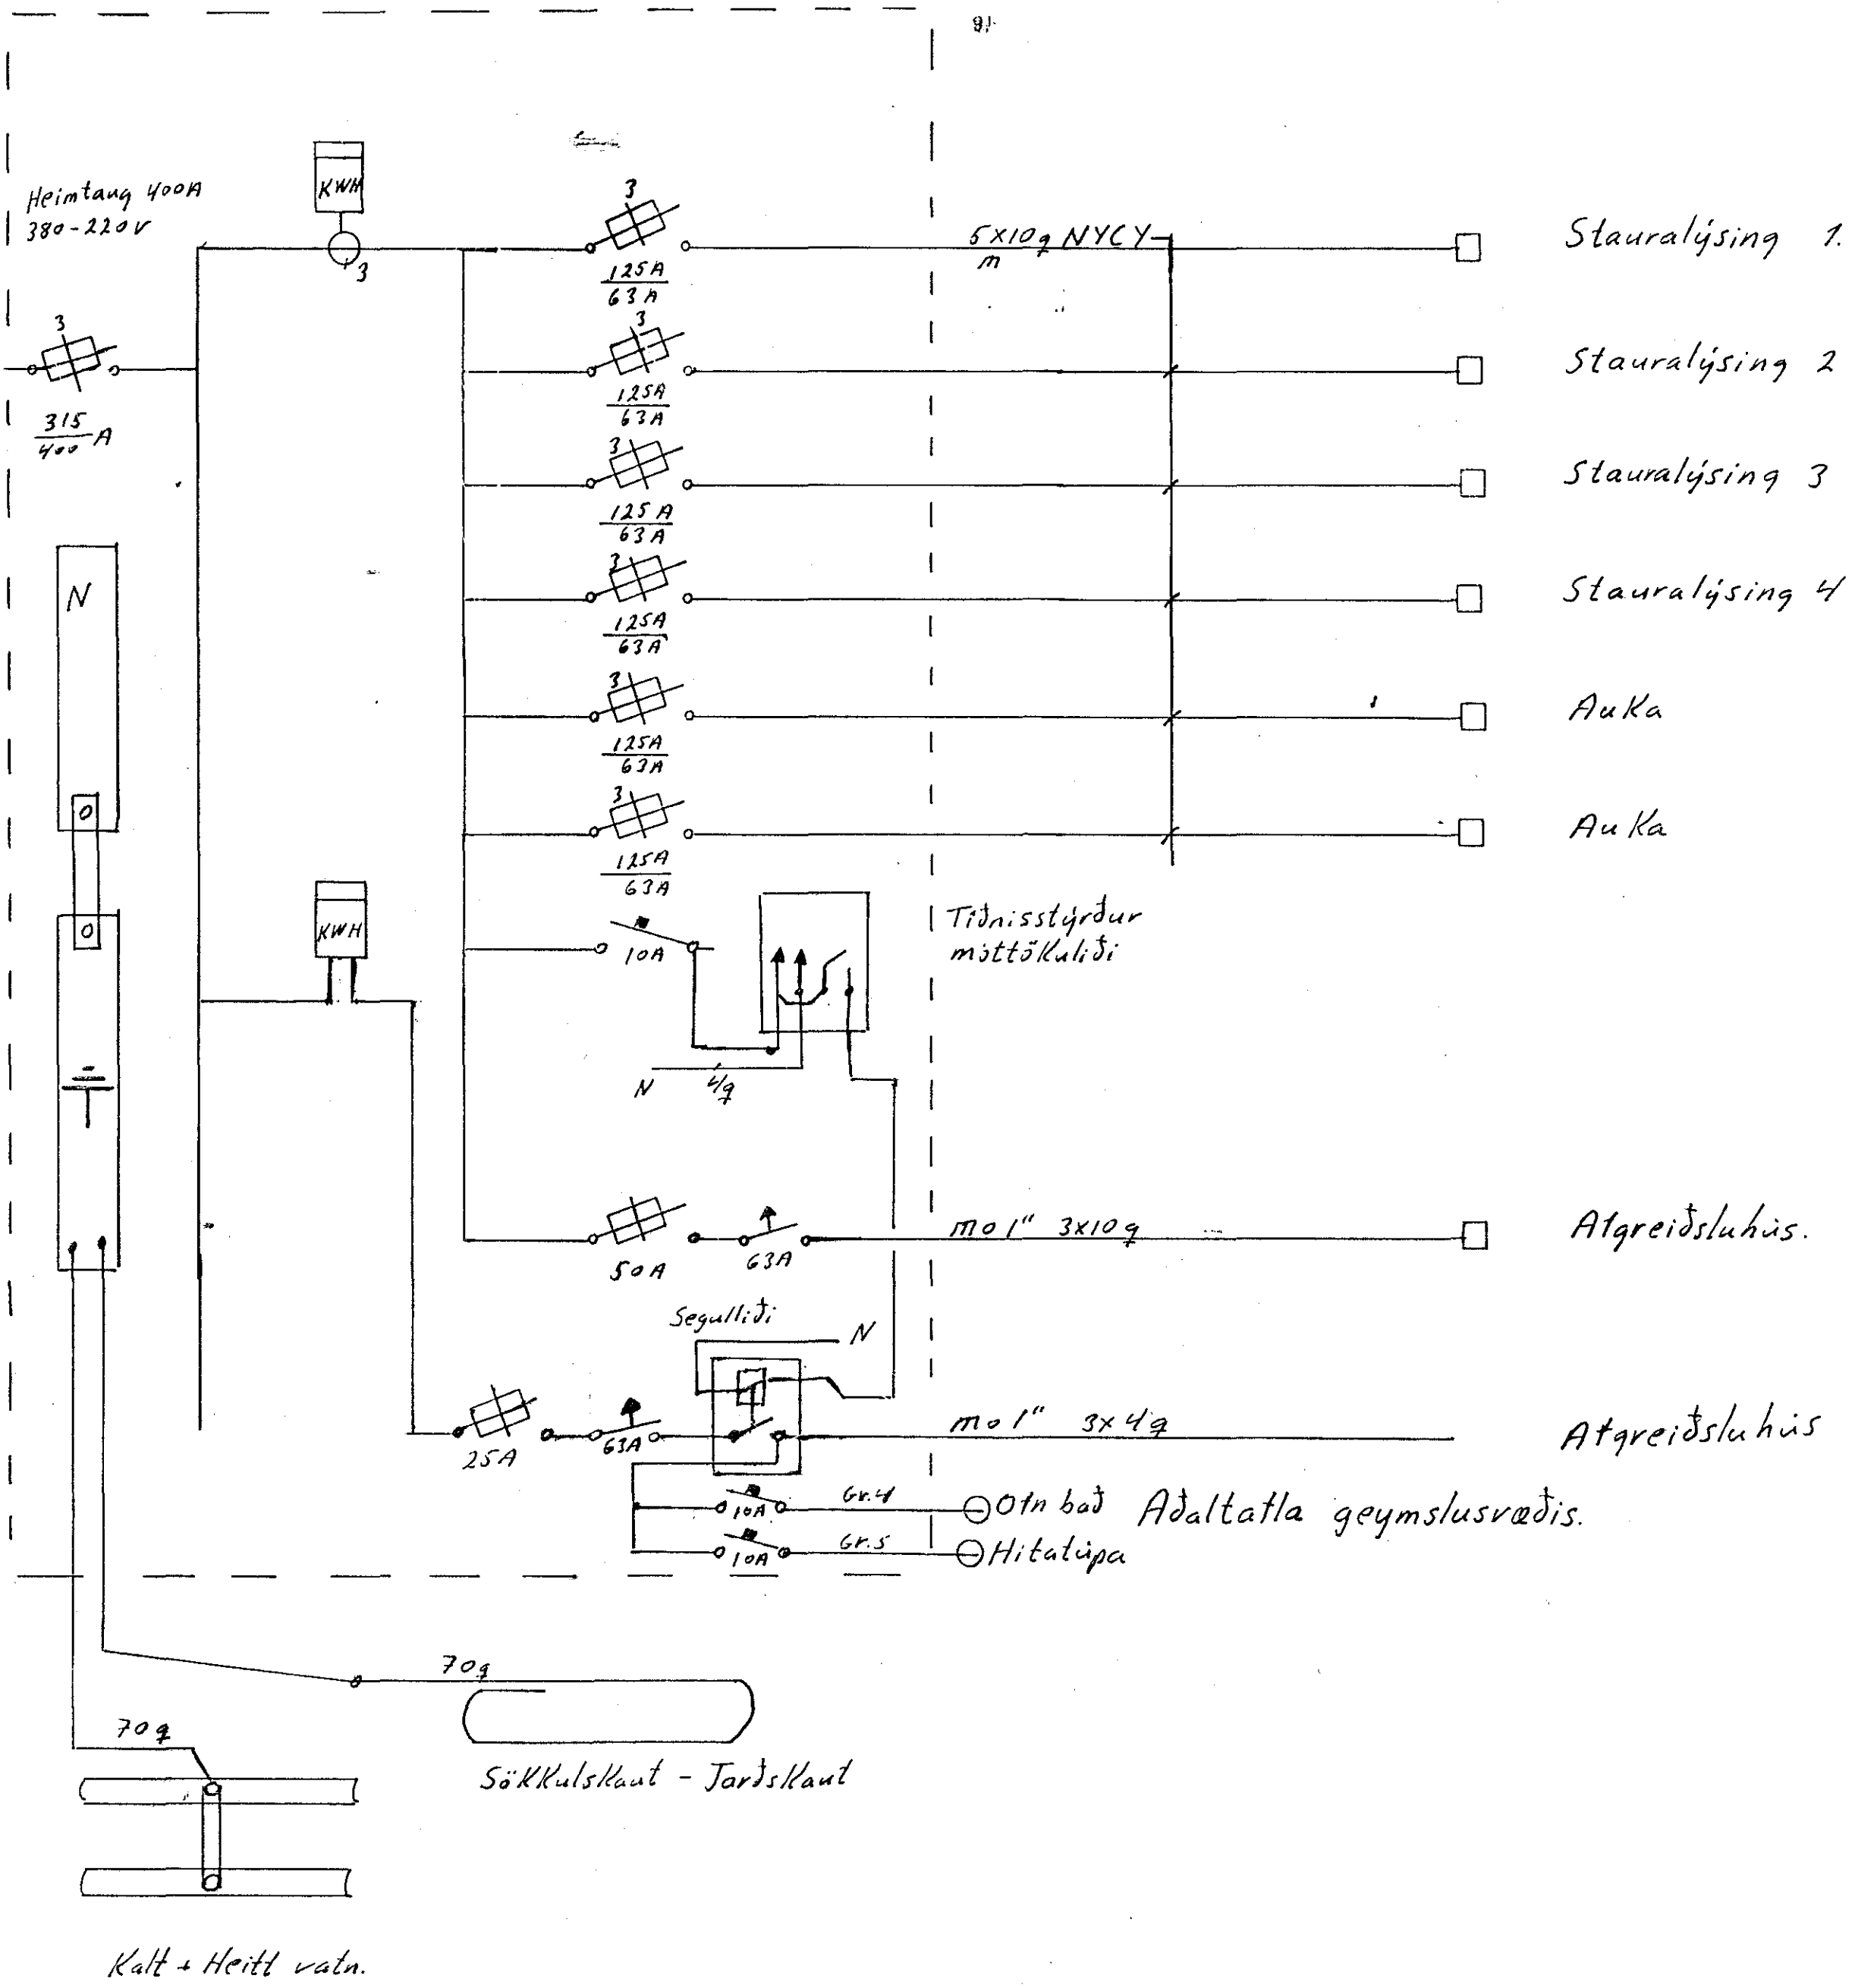 Heimtaug 400A
380-220V
KWH
3
3
125A
63A
5x10q NYCY
m
Stauralýsing 1.
3
315
400 A
3
125A
63A
Stauralýsing 2
3
125A
63A
Stauralýsing 3
N
3
125A
63A
Stauralýsing 4
3
125A
63A
Auka
3
125A
63A
Auka
KWH
10A
Tíðnisstýrður
móttökuliði
N
4q
50A
63A
mo 1" 3x10q
Afgreiðsluhús.
Segulliði
N
25A
63A
mo 1" 3x4q
Afgreiðsluhús
10A
Gr.4
Ofn bað
Aðaltafla geymslusvæðis.
10A
Gr.5
Hitatúpa
70q
70q
Sökkulskaut - Jarðskaut
Kalt + Heitt vatn.